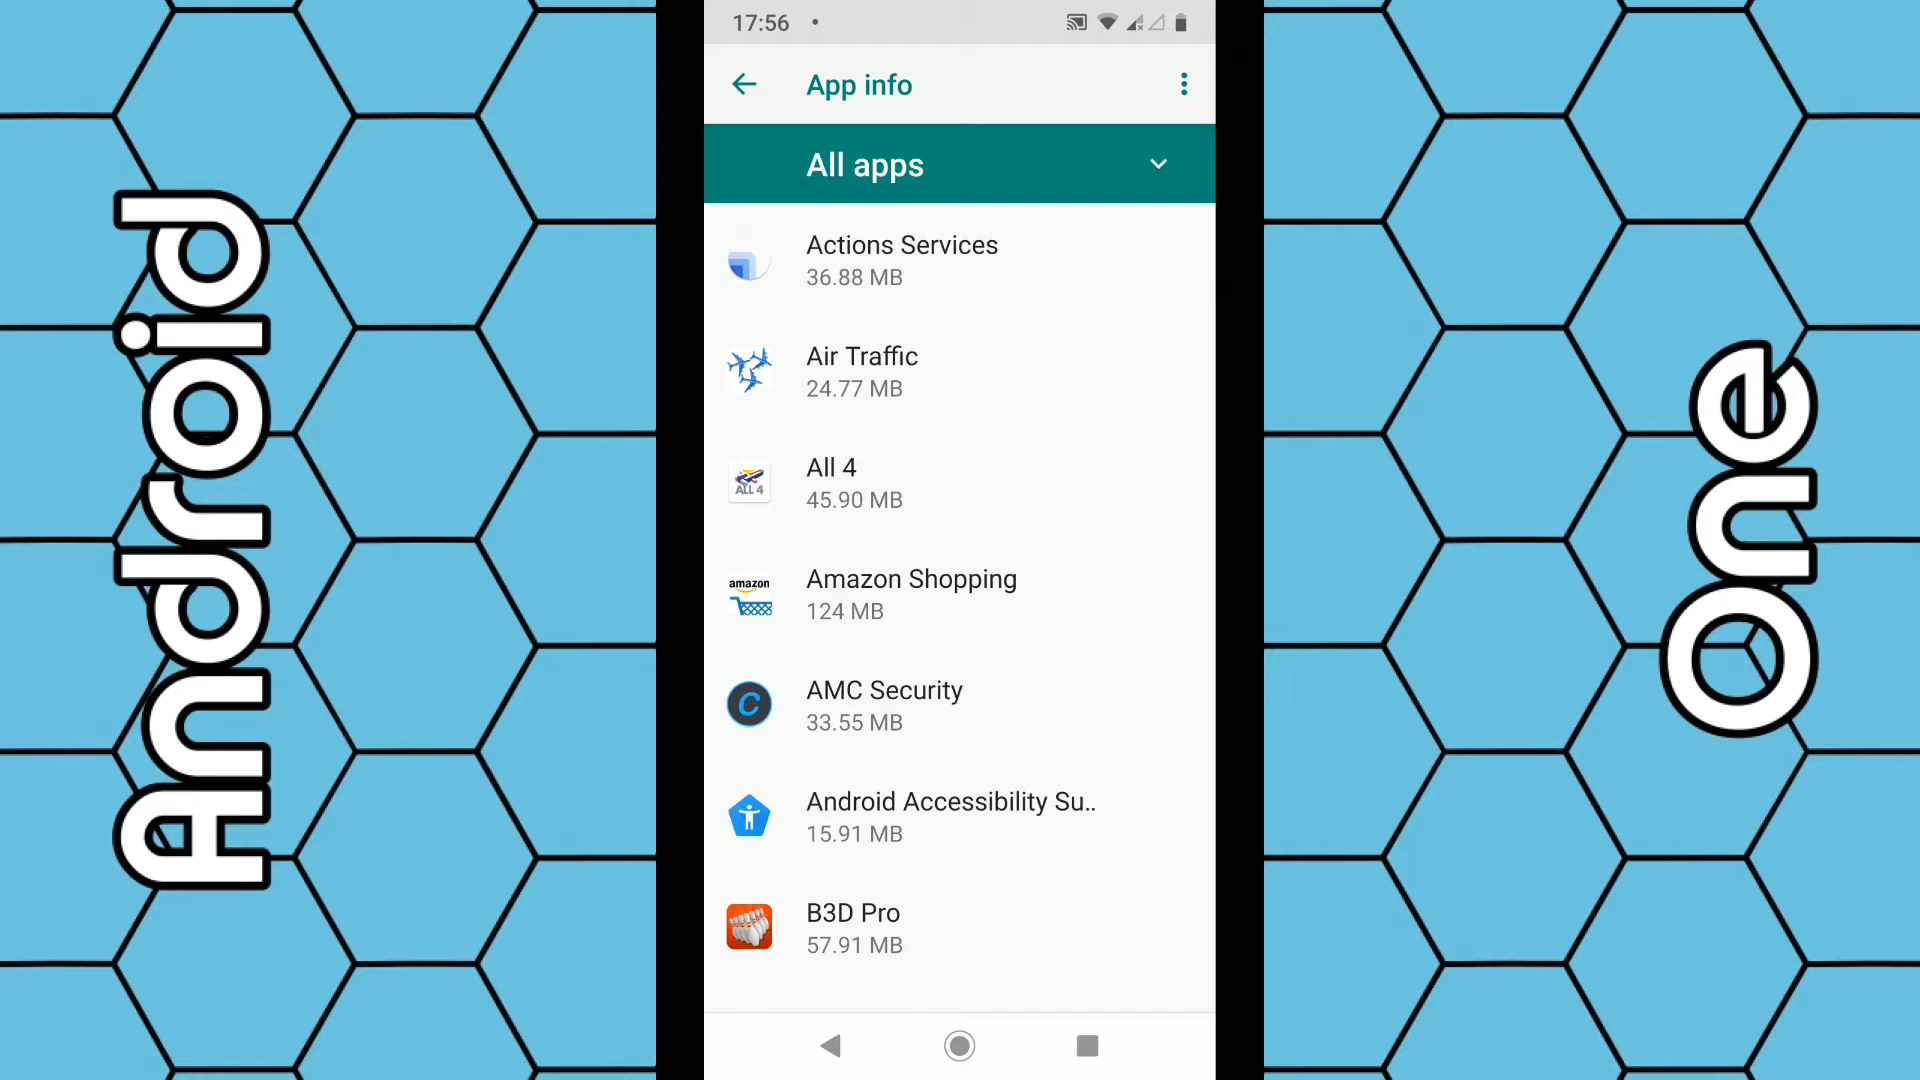 Android
17:56
App info
All apps
Actions Services
36.88 MB
Air Traffic
24.77 MB
ALL 4
All 4
45.90 MB
amazon
Amazon Shopping
124 MB
C
AMC Security
33.55 MB
Android Accessibility Su..
15.91 MB
B3D Pro
57.91 MB
One